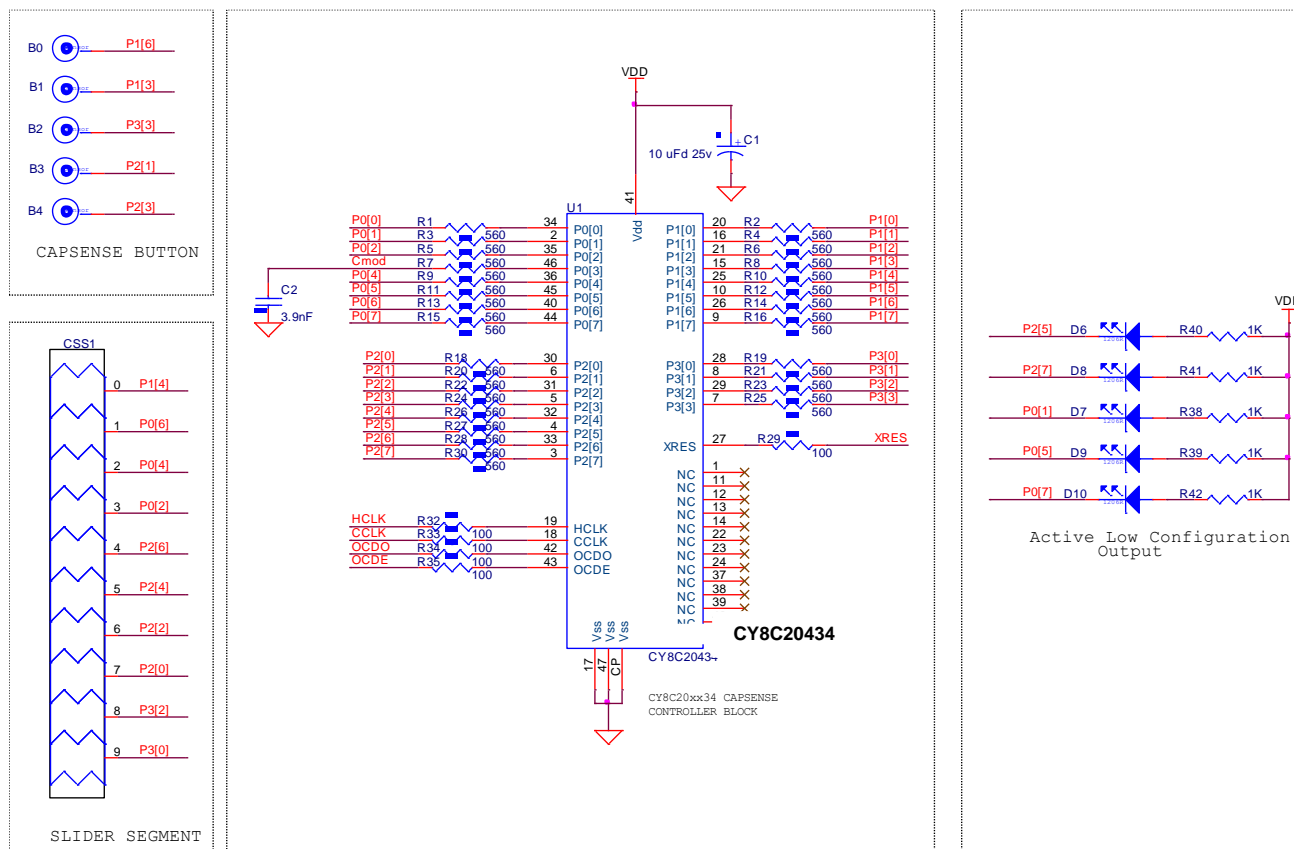 B0 P1[6]
B1 P1[3]
B2 P3[3]
B3 P2[1]
B4 P2[3]
CAPSENSE BUTTON
CSS1
0 P1[4]
1 P0[6]
2 P0[4]
3 P0[2]
4 P2[6]
5 P2[4]
6 P2[2]
7 P2[0]
8 P3[2]
9 P3[0]
SLIDER SEGMENT
VDD
C1
10 uFd 25v
41
U1
Vdd
P0[0] R1 560 34 P0[0]
P0[1] R3 560 2 P0[1]
P0[2] R5 560 35 P0[2]
Cmod R7 560 46 P0[3]
P0[4] R9 560 36 P0[4]
P0[5] R11 560 45 P0[5]
P0[6] R13 560 40 P0[6]
P0[7] R15 560 44 P0[7]
C2
3.9nF
P2[0] R18 560 30 P2[0]
P2[1] R20 560 6 P2[1]
P2[2] R22 560 31 P2[2]
P2[3] R24 560 5 P2[3]
P2[4] R26 560 32 P2[4]
P2[5] R27 560 4 P2[5]
P2[6] R28 560 33 P2[6]
P2[7] R30 560 3 P2[7]
HCLK R32 100 19 HCLK
CCLK R33 100 18 CCLK
OCDO R34 100 42 OCDO
OCDE R35 100 43 OCDE
P1[0] 20 R2 560 P1[0]
P1[1] 16 R4 560 P1[1]
P1[2] 21 R6 560 P1[2]
P1[3] 15 R8 560 P1[3]
P1[4] 25 R10 560 P1[4]
P1[5] 10 R12 560 P1[5]
P1[6] 26 R14 560 P1[6]
P1[7] 9 R16 560 P1[7]
P3[0] 28 R19 560 P3[0]
P3[1] 8 R21 560 P3[1]
P3[2] 29 R23 560 P3[2]
P3[3] 7 R25 560 P3[3]
XRES 27 R29 100 XRES
NC 1
NC 11
NC 12
NC 13
NC 14
NC 22
NC 23
NC 24
NC 37
NC 38
NC 39
NC
Vss Vss Vss
17 47 CP
CY8C20434
CY8C20434
CY8C20xx34 CAPSENSE
CONTROLLER BLOCK
P2[5] D6 1206R R40 1K
P2[7] D8 1206R R41 1K
P0[1] D7 1206R R38 1K
P0[5] D9 1206R R39 1K
P0[7] D10 1206R R42 1K
Active Low Configuration
Output